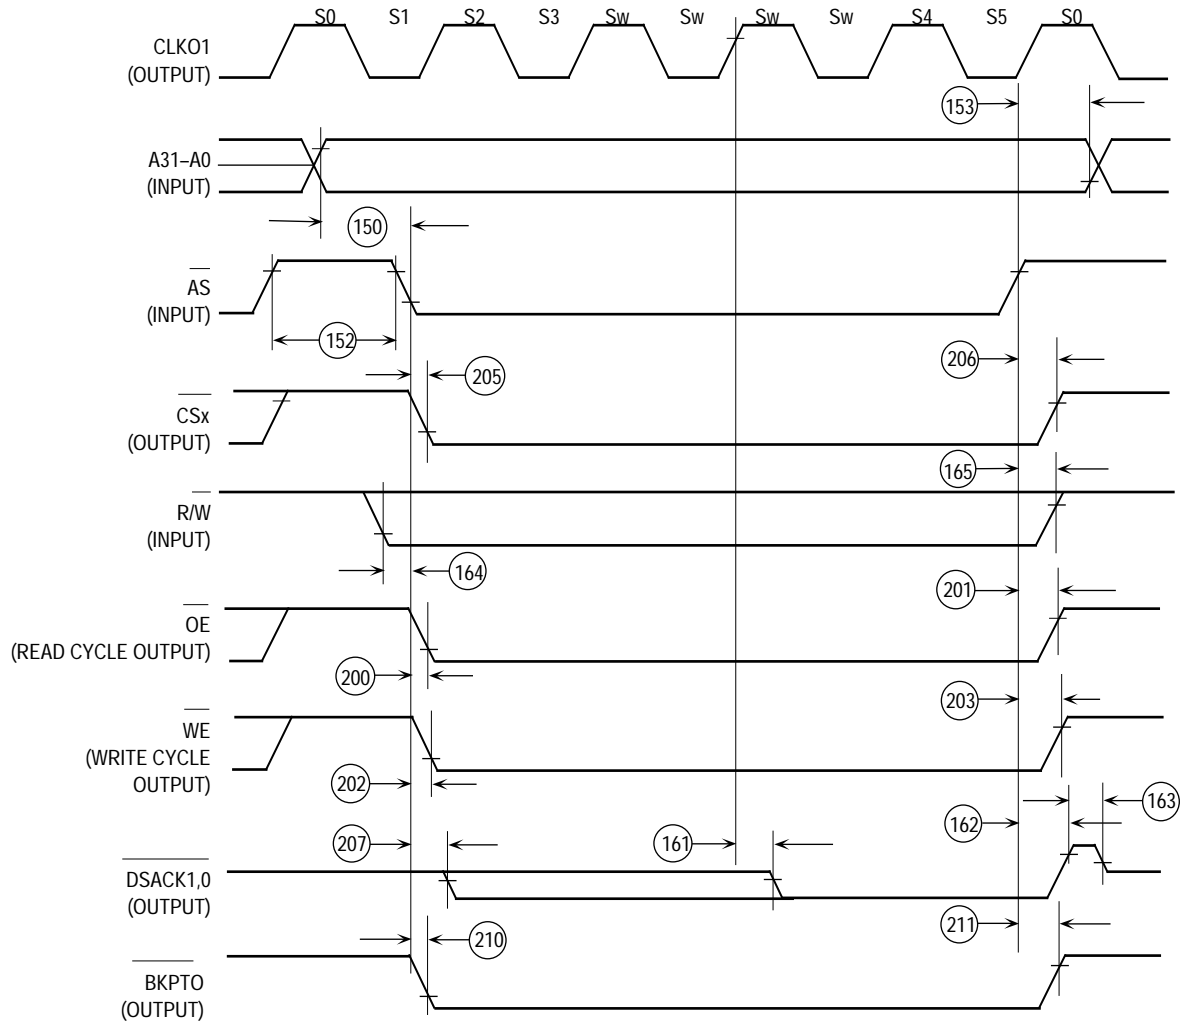 S0 S1 S2 S3 Sw Sw Sw Sw S4 S5 S0
CLKO1
(OUTPUT)
153
A31–A0
(INPUT)
150
AS
(INPUT)
152
205
206
CSx
(OUTPUT)
165
R/W
(INPUT)
164
201
OE
(READ CYCLE OUTPUT)
200
203
WE
(WRITE CYCLE
OUTPUT)
202
163
162
207
161
DSACK1,0
(OUTPUT)
211
210
BKPTO
(OUTPUT)